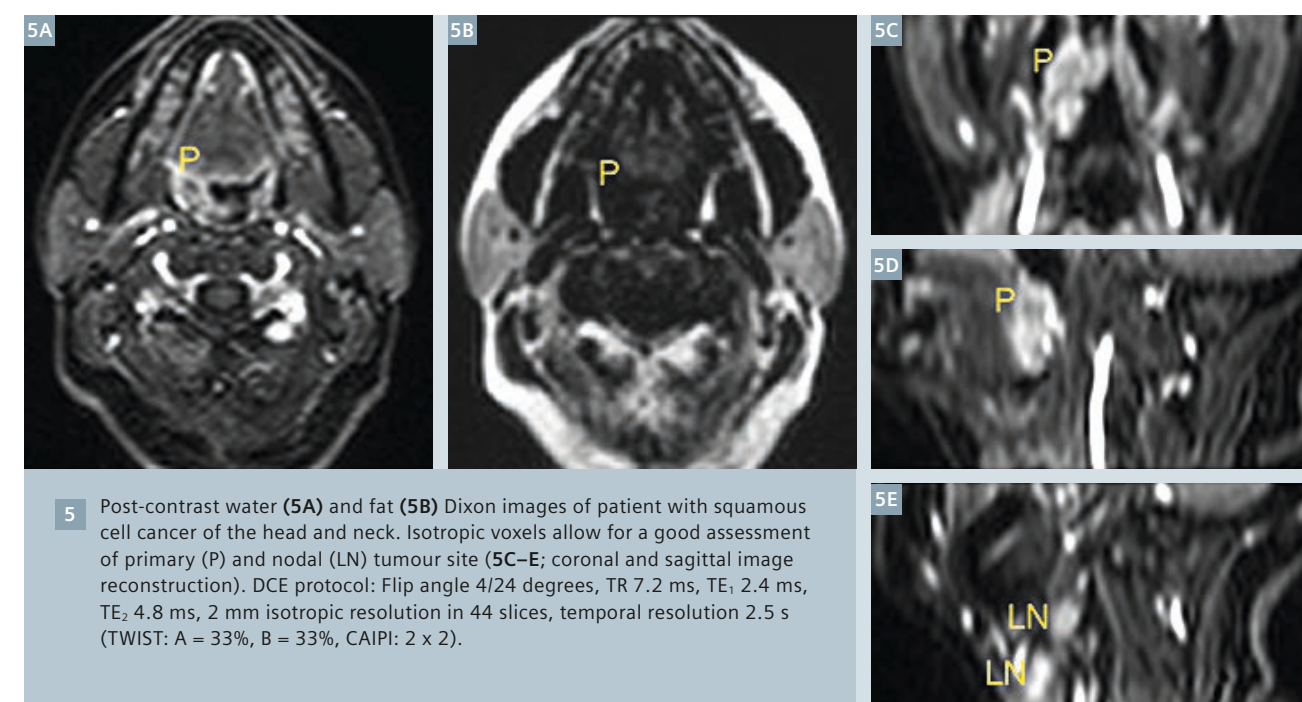 5A
P
5B
P
5C
P
5D
P
5E
LN
LN
5
Post-contrast water (5A) and fat (5B) Dixon images of patient with squamous
cell cancer of the head and neck. Isotropic voxels allow for a good assessment
of primary (P) and nodal (LN) tumour site (5C–E; coronal and sagittal image
reconstruction). DCE protocol: Flip angle 4/24 degrees, TR 7.2 ms, TE₁ 2.4 ms,
TE₂ 4.8 ms, 2 mm isotropic resolution in 44 slices, temporal resolution 2.5 s
(TWIST: A = 33%, B = 33%, CAIPI: 2 x 2).